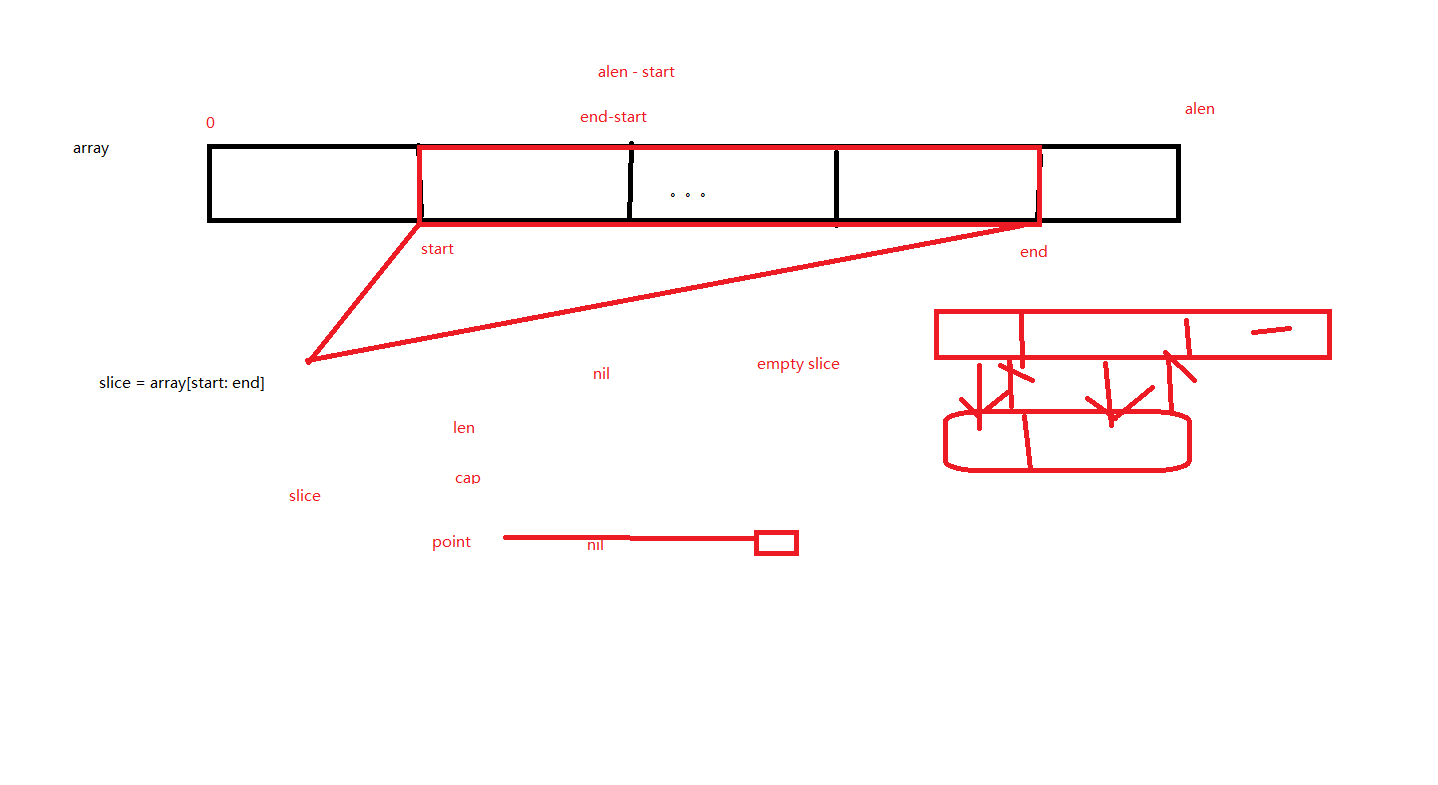 alen - start
end-start
alen
0
array
。。。
start
end
slice = array[start: end]
nil
empty slice
len
cap
slice
point
nil